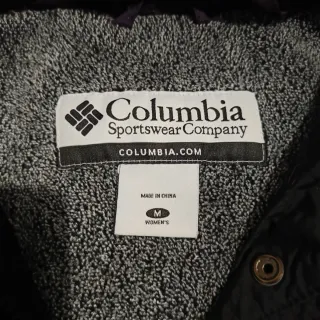 Columbia
Sportswear Company
COLUMBIA.COM
MADE IN CHINA
M
WOMEN'S